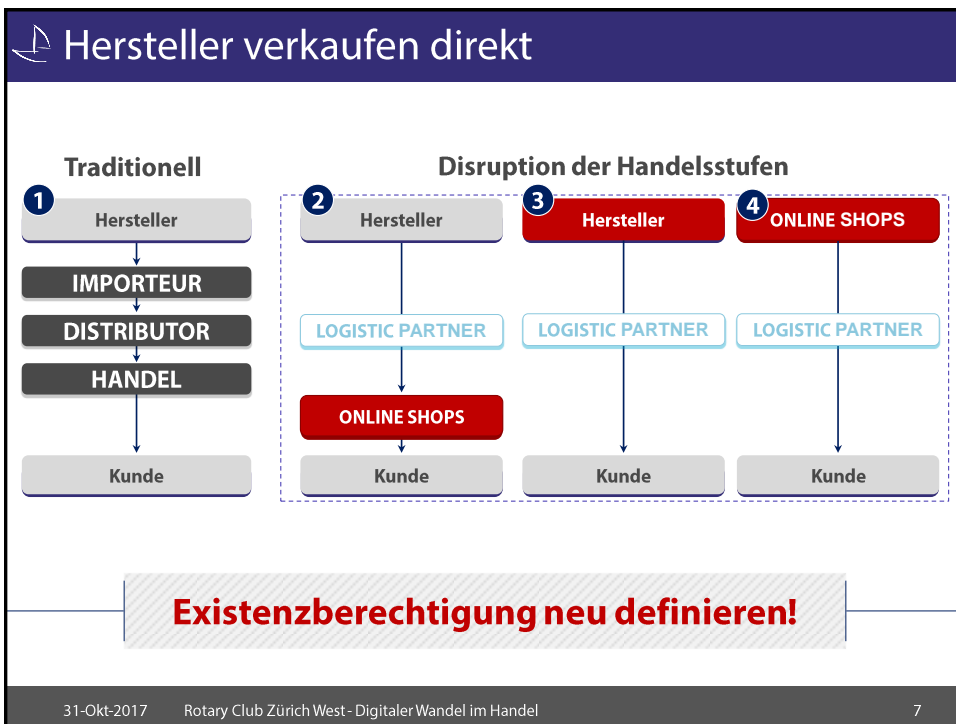 Hersteller verkaufen direkt
Traditionell
1
Hersteller
IMPORTEUR
DISTRIBUTOR
HANDEL
Kunde
Disruption der Handelsstufen
2
Hersteller
LOGISTIC PARTNER
ONLINE SHOPS
Kunde
3
Hersteller
LOGISTIC PARTNER
Kunde
4
ONLINE SHOPS
LOGISTIC PARTNER
Kunde
Existenzberechtigung neu definieren!
31-Okt-2017 Rotary Club Zürich West - Digitaler Wandel im Handel 7